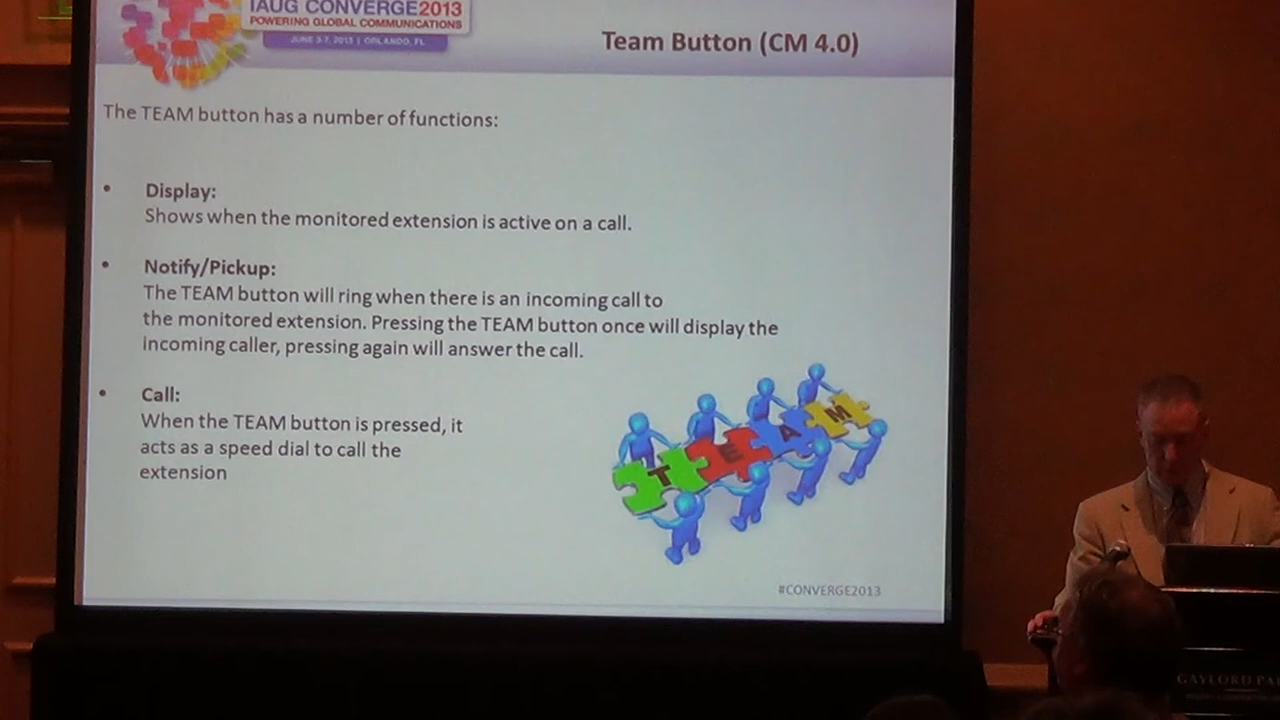 IAUG CONVERGE2013
POWERING GLOBAL COMMUNICATIONS
JUNE 3-7, 2013 | ORLANDO, FL
Team Button (CM 4.0)
The TEAM button has a number of functions:
• Display:
Shows when the monitored extension is active on a call.
• Notify/Pickup:
The TEAM button will ring when there is an incoming call to
the monitored extension. Pressing the TEAM button once will display the
incoming caller, pressing again will answer the call.
• Call:
When the TEAM button is pressed, it
acts as a speed dial to call the
extension
T E A M
#CONVERGE2013
GAYLORD PA